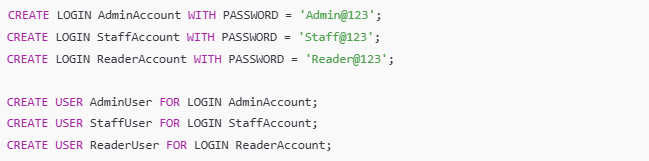 CREATE LOGIN AdminAccount WITH PASSWORD = 'Admin@123';
CREATE LOGIN StaffAccount WITH PASSWORD = 'Staff@123';
CREATE LOGIN ReaderAccount WITH PASSWORD = 'Reader@123';
CREATE USER AdminUser FOR LOGIN AdminAccount;
CREATE USER StaffUser FOR LOGIN StaffAccount;
CREATE USER ReaderUser FOR LOGIN ReaderAccount;